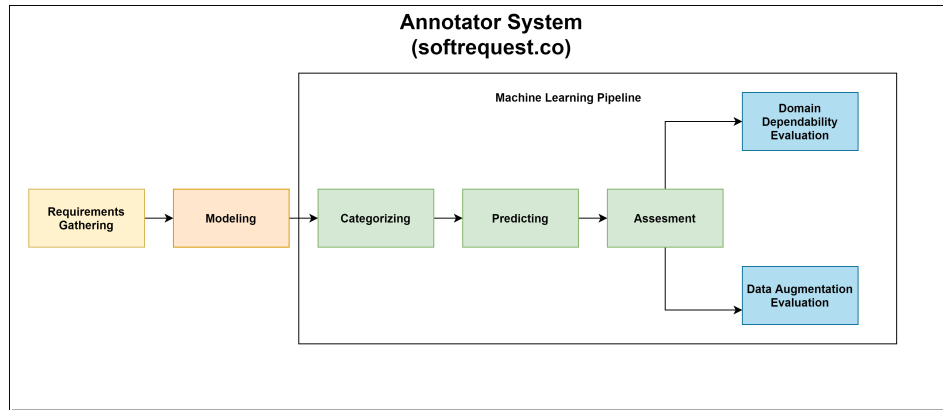 Annotator System
(softrequest.co)
Machine Learning Pipeline
Domain
Dependability
Evaluation
Requirements
Gathering
Modeling
Categorizing
Predicting
Assesment
Data Augmentation
Evaluation